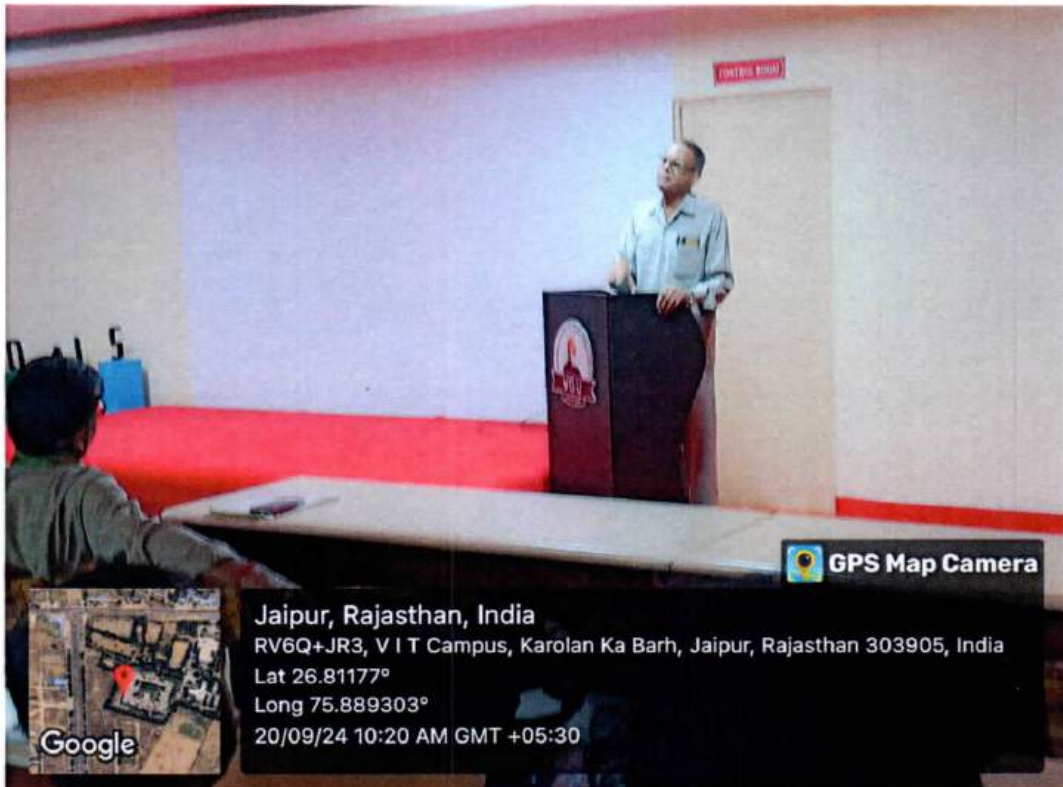 CONTROL ROOM
VGU
GPS Map Camera
Jaipur, Rajasthan, India
RV6Q+JR3, V I T Campus, Karolan Ka Barh, Jaipur, Rajasthan 303905, India
Lat 26.81177°
Long 75.889303°
20/09/24 10:20 AM GMT +05:30
Google